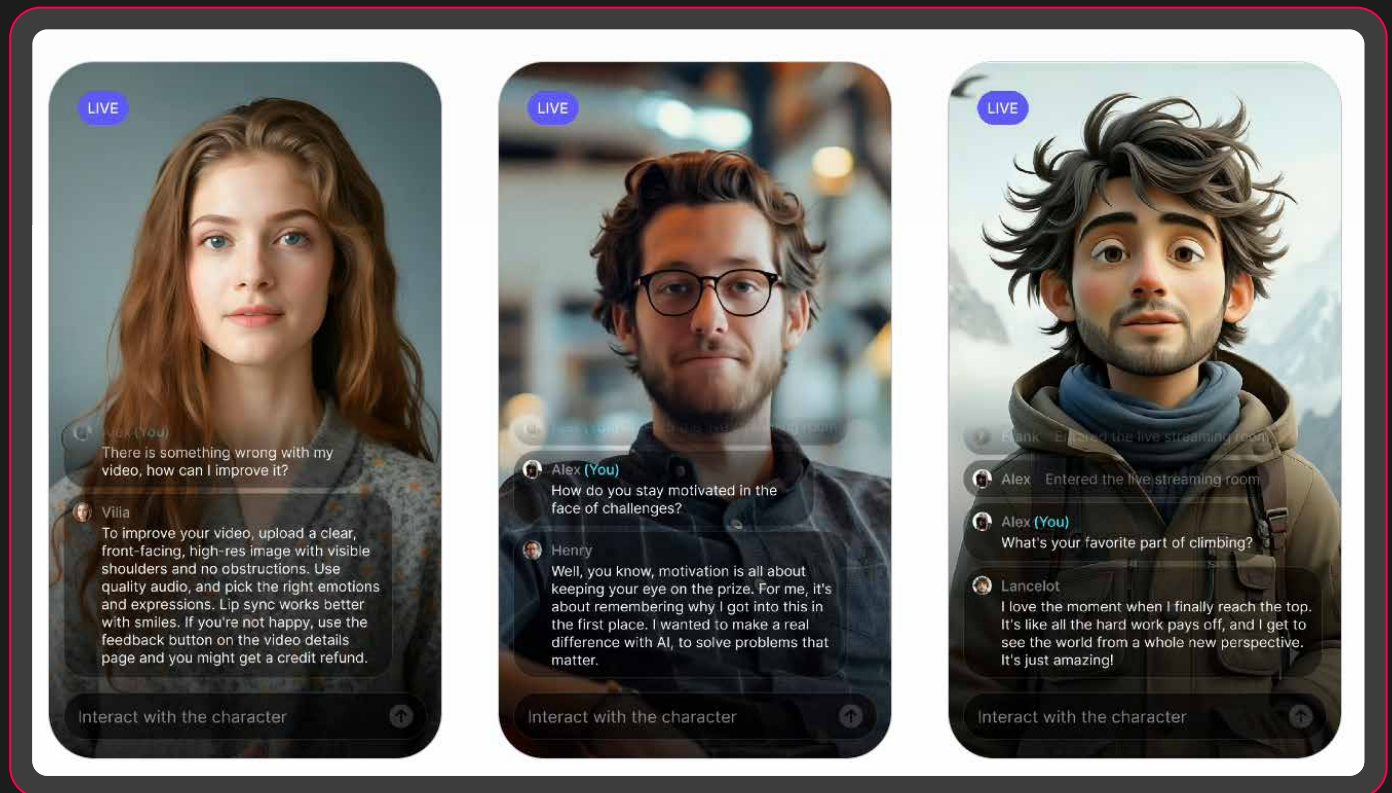 LIVE
Alex (You)
There is something wrong with my
video, how can I improve it?
Vilia
To improve your video, upload a clear,
front-facing, high-res image with visible
shoulders and no obstructions. Use
quality audio, and pick the right emotions
and expressions. Lip sync works better
with smiles. If you're not happy, use the
feedback button on the video details
page and you might get a credit refund.
Interact with the character
LIVE
Alex (You)
How do you stay motivated in the
face of challenges?
Henry
Well, you know, motivation is all about
keeping your eye on the prize. For me, it's
about remembering why I got into this in
the first place. I wanted to make a real
difference with AI, to solve problems that
matter.
Interact with the character
LIVE
Entered the live streaming room
Alex Entered the live streaming room
Alex (You)
What's your favorite part of climbing?
Lancelot
I love the moment when I finally reach the top.
It's like all the hard work pays off, and I get to
see the world from a whole new perspective.
It's just amazing!
Interact with the character